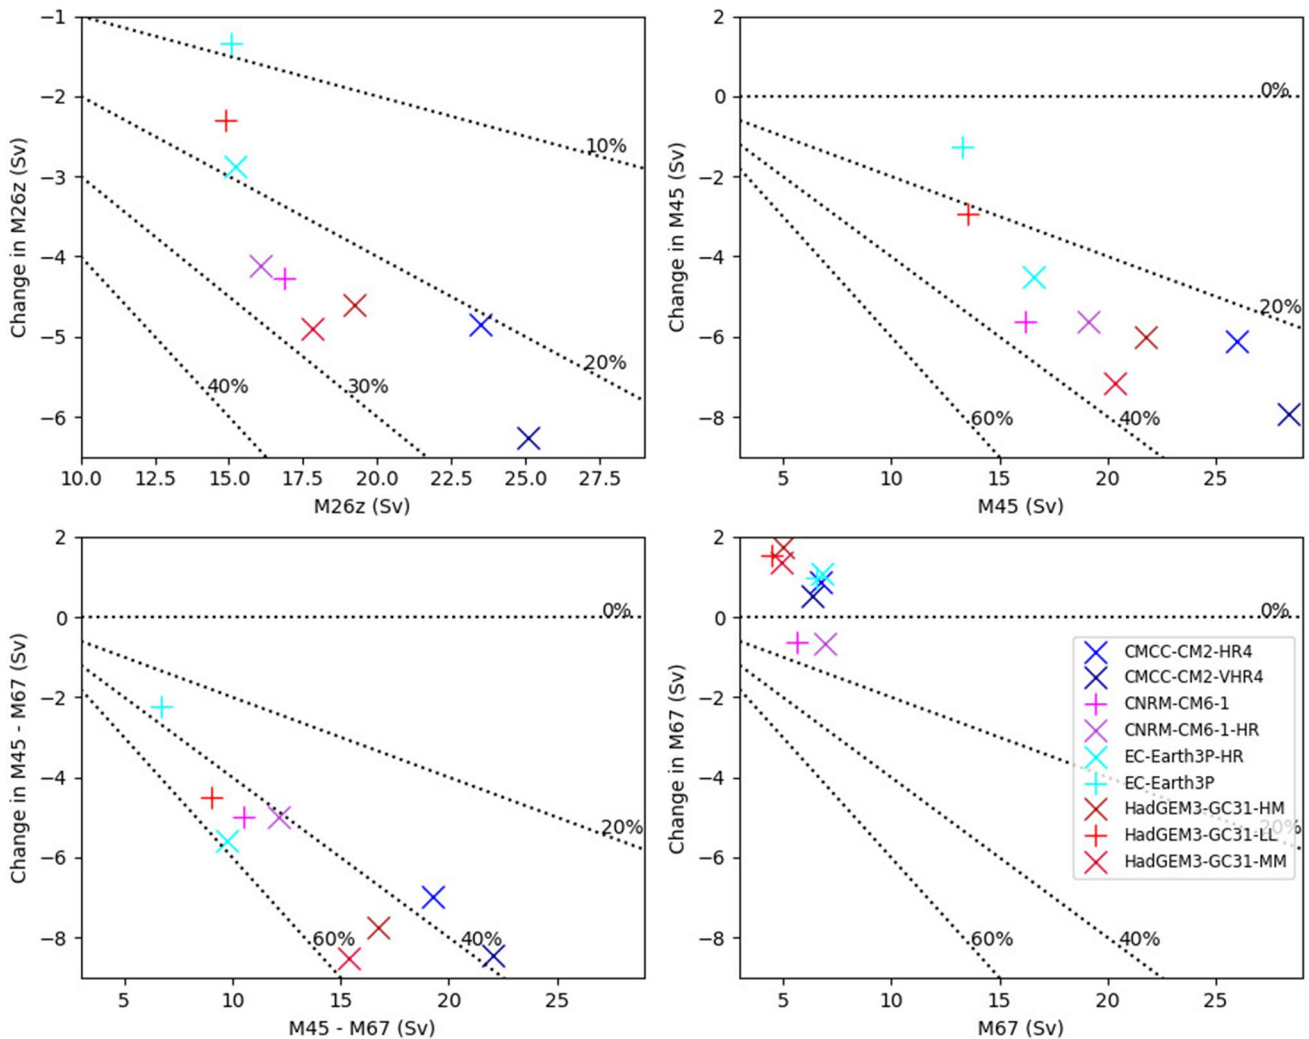 −1
−2
−3
−4
−5
−6
Change in M26z (Sv)
10%
20%
30%
40%
10.0 12.5 15.0 17.5 20.0 22.5 25.0 27.5
M26z (Sv)
2
0
−2
−4
−6
−8
Change in M45 (Sv)
0%
20%
40%
60%
5 10 15 20 25
M45 (Sv)
2
0
−2
−4
−6
−8
Change in M45 - M67 (Sv)
0%
20%
40%
60%
5 10 15 20 25
M45 - M67 (Sv)
2
0
−2
−4
−6
−8
Change in M67 (Sv)
0%
CMCC-CM2-HR4
CMCC-CM2-VHR4
CNRM-CM6-1
CNRM-CM6-1-HR
EC-Earth3P-HR
EC-Earth3P
HadGEM3-GC31-HM
HadGEM3-GC31-LL
HadGEM3-GC31-MM
20%
40%
60%
5 10 15 20 25
M67 (Sv)